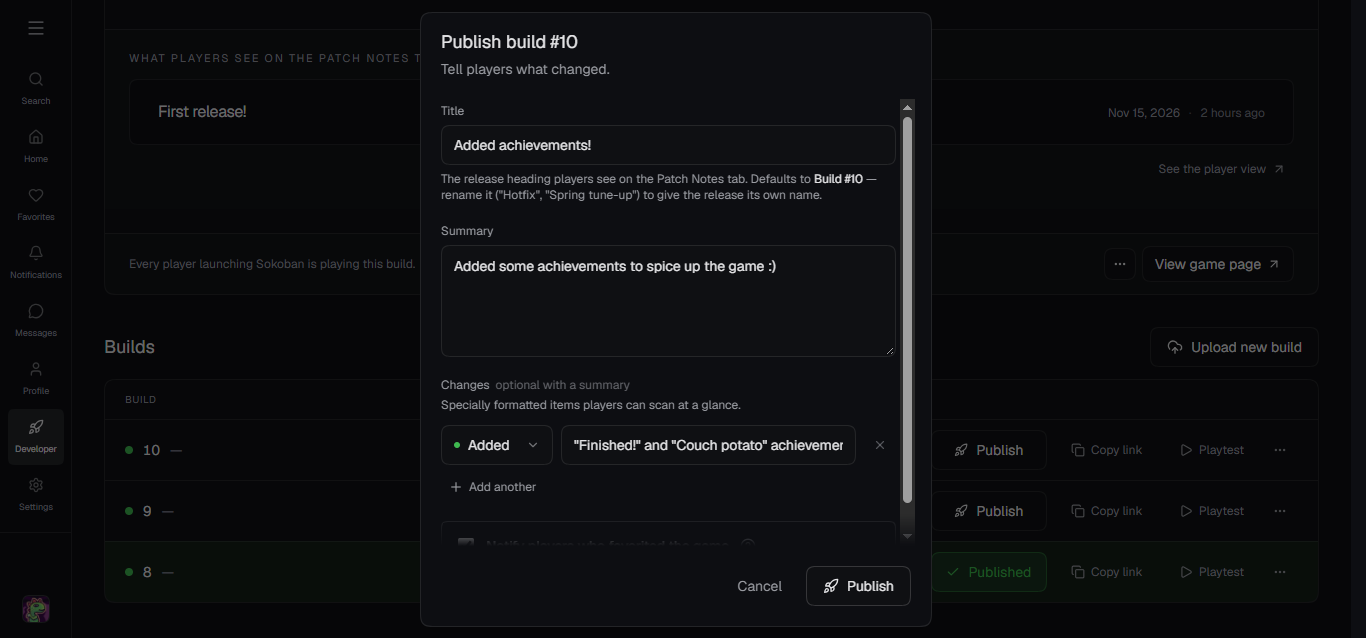 Search
Home
Favorites
Notifications
Messages
Profile
Developer
Settings
WHAT PLAYERS SEE ON THE PATCH NOTES T
First release!
Nov 15, 2026 · 2 hours ago
See the player view
Every player launching Sokoban is playing this build.
View game page
Builds
Upload new build
BUILD
10 —
Publish
Copy link
Playtest
9 —
Publish
Copy link
Playtest
8 —
Published
Copy link
Playtest
Publish build #10
Tell players what changed.
Title
Added achievements!
The release heading players see on the Patch Notes tab. Defaults to Build #10 —
rename it ("Hotfix", "Spring tune-up") to give the release its own name.
Summary
Added some achievements to spice up the game :)
Changes optional with a summary
Specially formatted items players can scan at a glance.
Added
"Finished!" and "Couch potato" achievemer
Add another
Notify players who favorited the game
Cancel
Publish